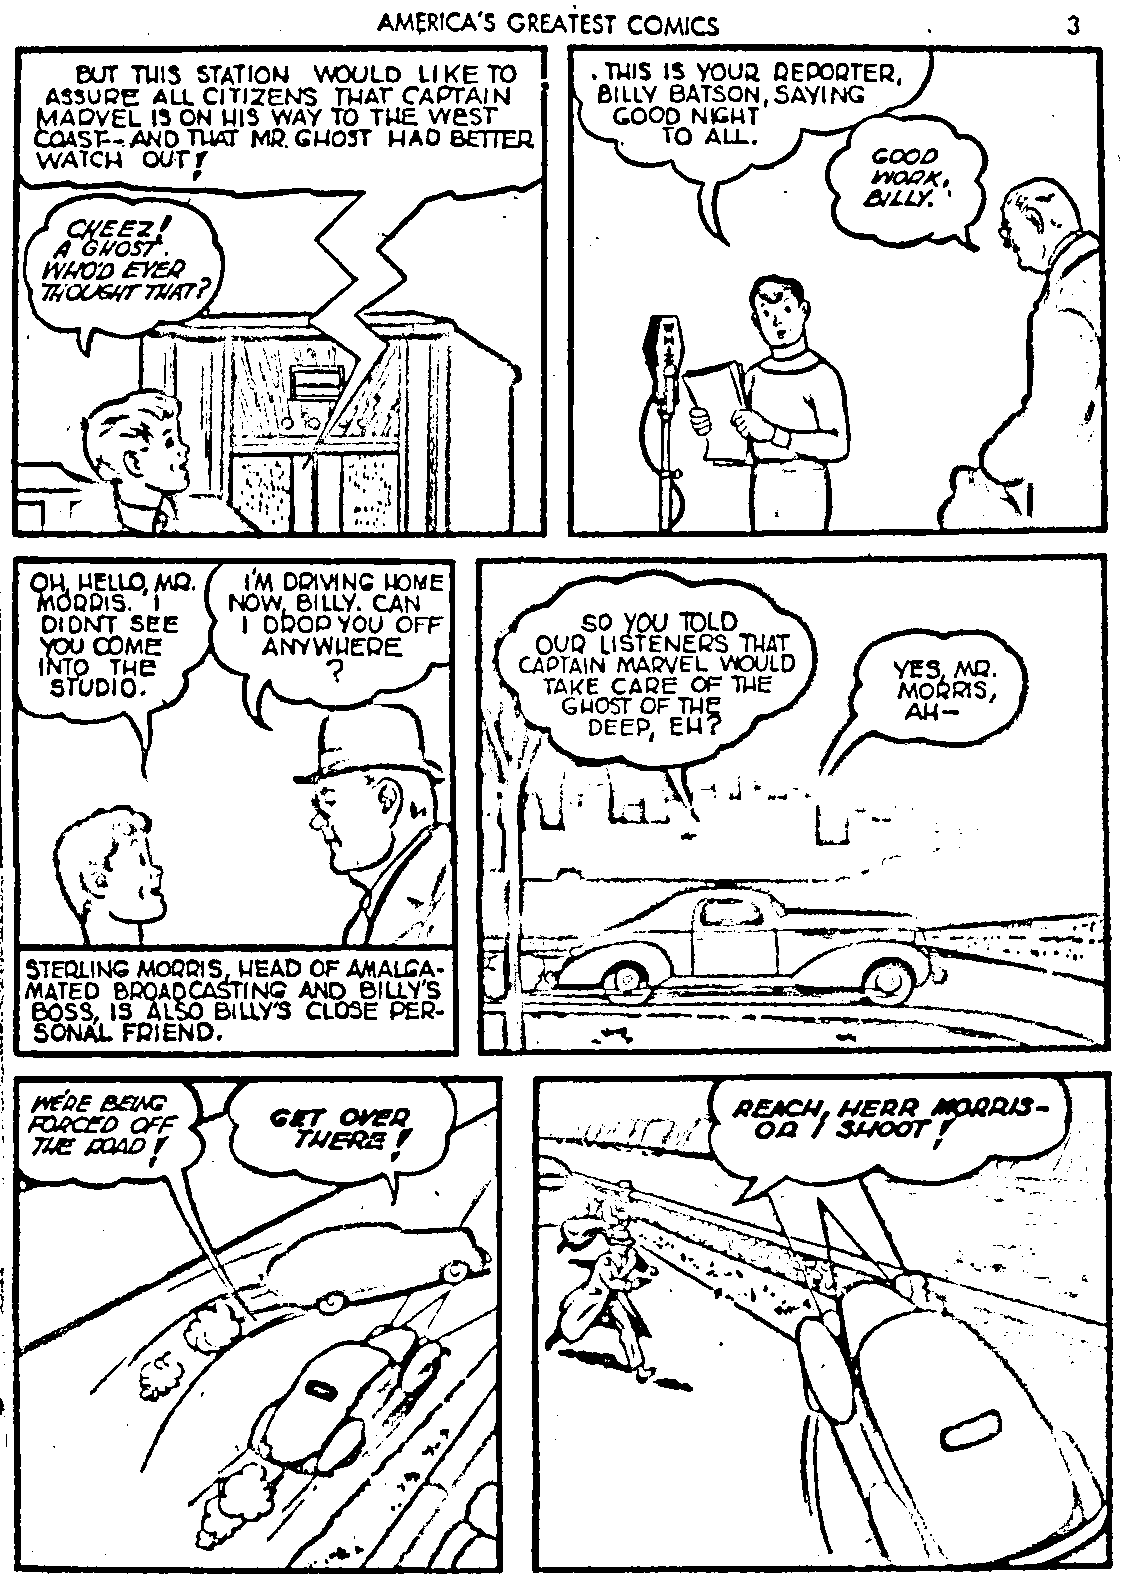 AMERICA'S GREATEST COMICS
3
BUT THIS STATION WOULD LIKE TO
ASSURE ALL CITIZENS THAT CAPTAIN
MARVEL IS ON HIS WAY TO THE WEST
COAST--AND THAT MR. GHOST HAD BETTER
WATCH OUT!
CHEEZ!
A GHOST.
WHO'D EVER
THOUGHT THAT?
THIS IS YOUR REPORTER,
BILLY BATSON, SAYING
GOOD NIGHT
TO ALL.
GOOD
WORK,
BILLY.
WHIZ
OH, HELLO, MR.
MORRIS. I
DIDN'T SEE
YOU COME
INTO THE
STUDIO.
I'M DRIVING HOME
NOW, BILLY. CAN
I DROP YOU OFF
ANYWHERE
?
STERLING MORRIS, HEAD OF AMALGA-
MATED BROADCASTING AND BILLY'S
BOSS, IS ALSO BILLY'S CLOSE PER-
SONAL FRIEND.
SO YOU TOLD
OUR LISTENERS THAT
CAPTAIN MARVEL WOULD
TAKE CARE OF THE
GHOST OF THE
DEEP, EH?
YES, MR.
MORRIS,
AH--
WE'RE BEING
FORCED OFF
THE ROAD!
GET OVER
THERE!
REACH, HERR MORRIS--
OR I SHOOT!